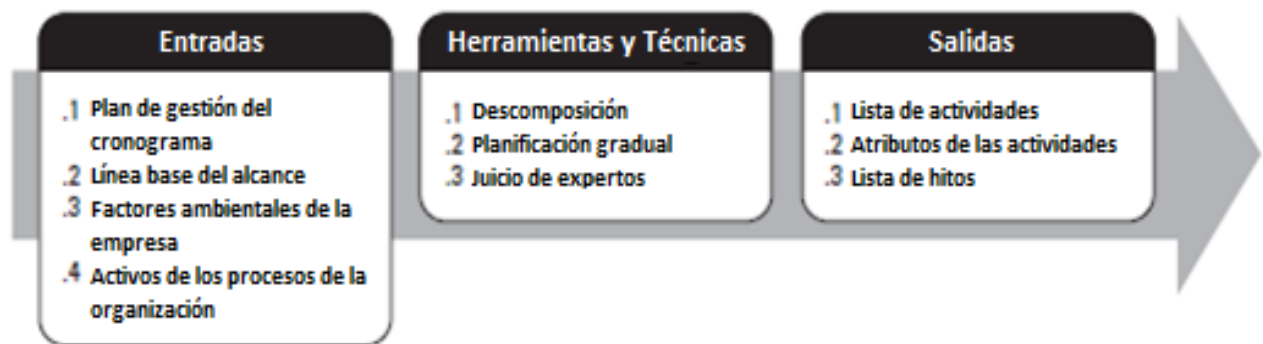 Entradas
.1 Plan de gestión del
cronograma
.2 Línea base del alcance
.3 Factores ambientales de la
empresa
.4 Activos de los procesos de la
organización
Herramientas y Técnicas
.1 Descomposición
.2 Planificación gradual
.3 Juicio de expertos
Salidas
.1 Lista de actividades
.2 Atributos de las actividades
.3 Lista de hitos